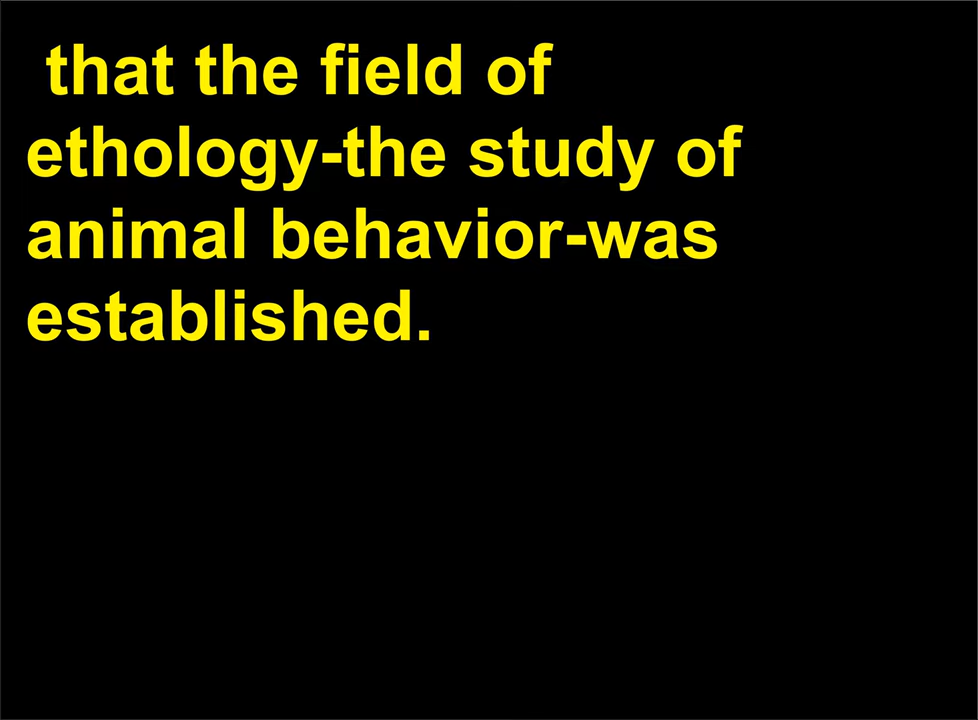 that the field of
ethology-the study of
animal behavior-was
established.